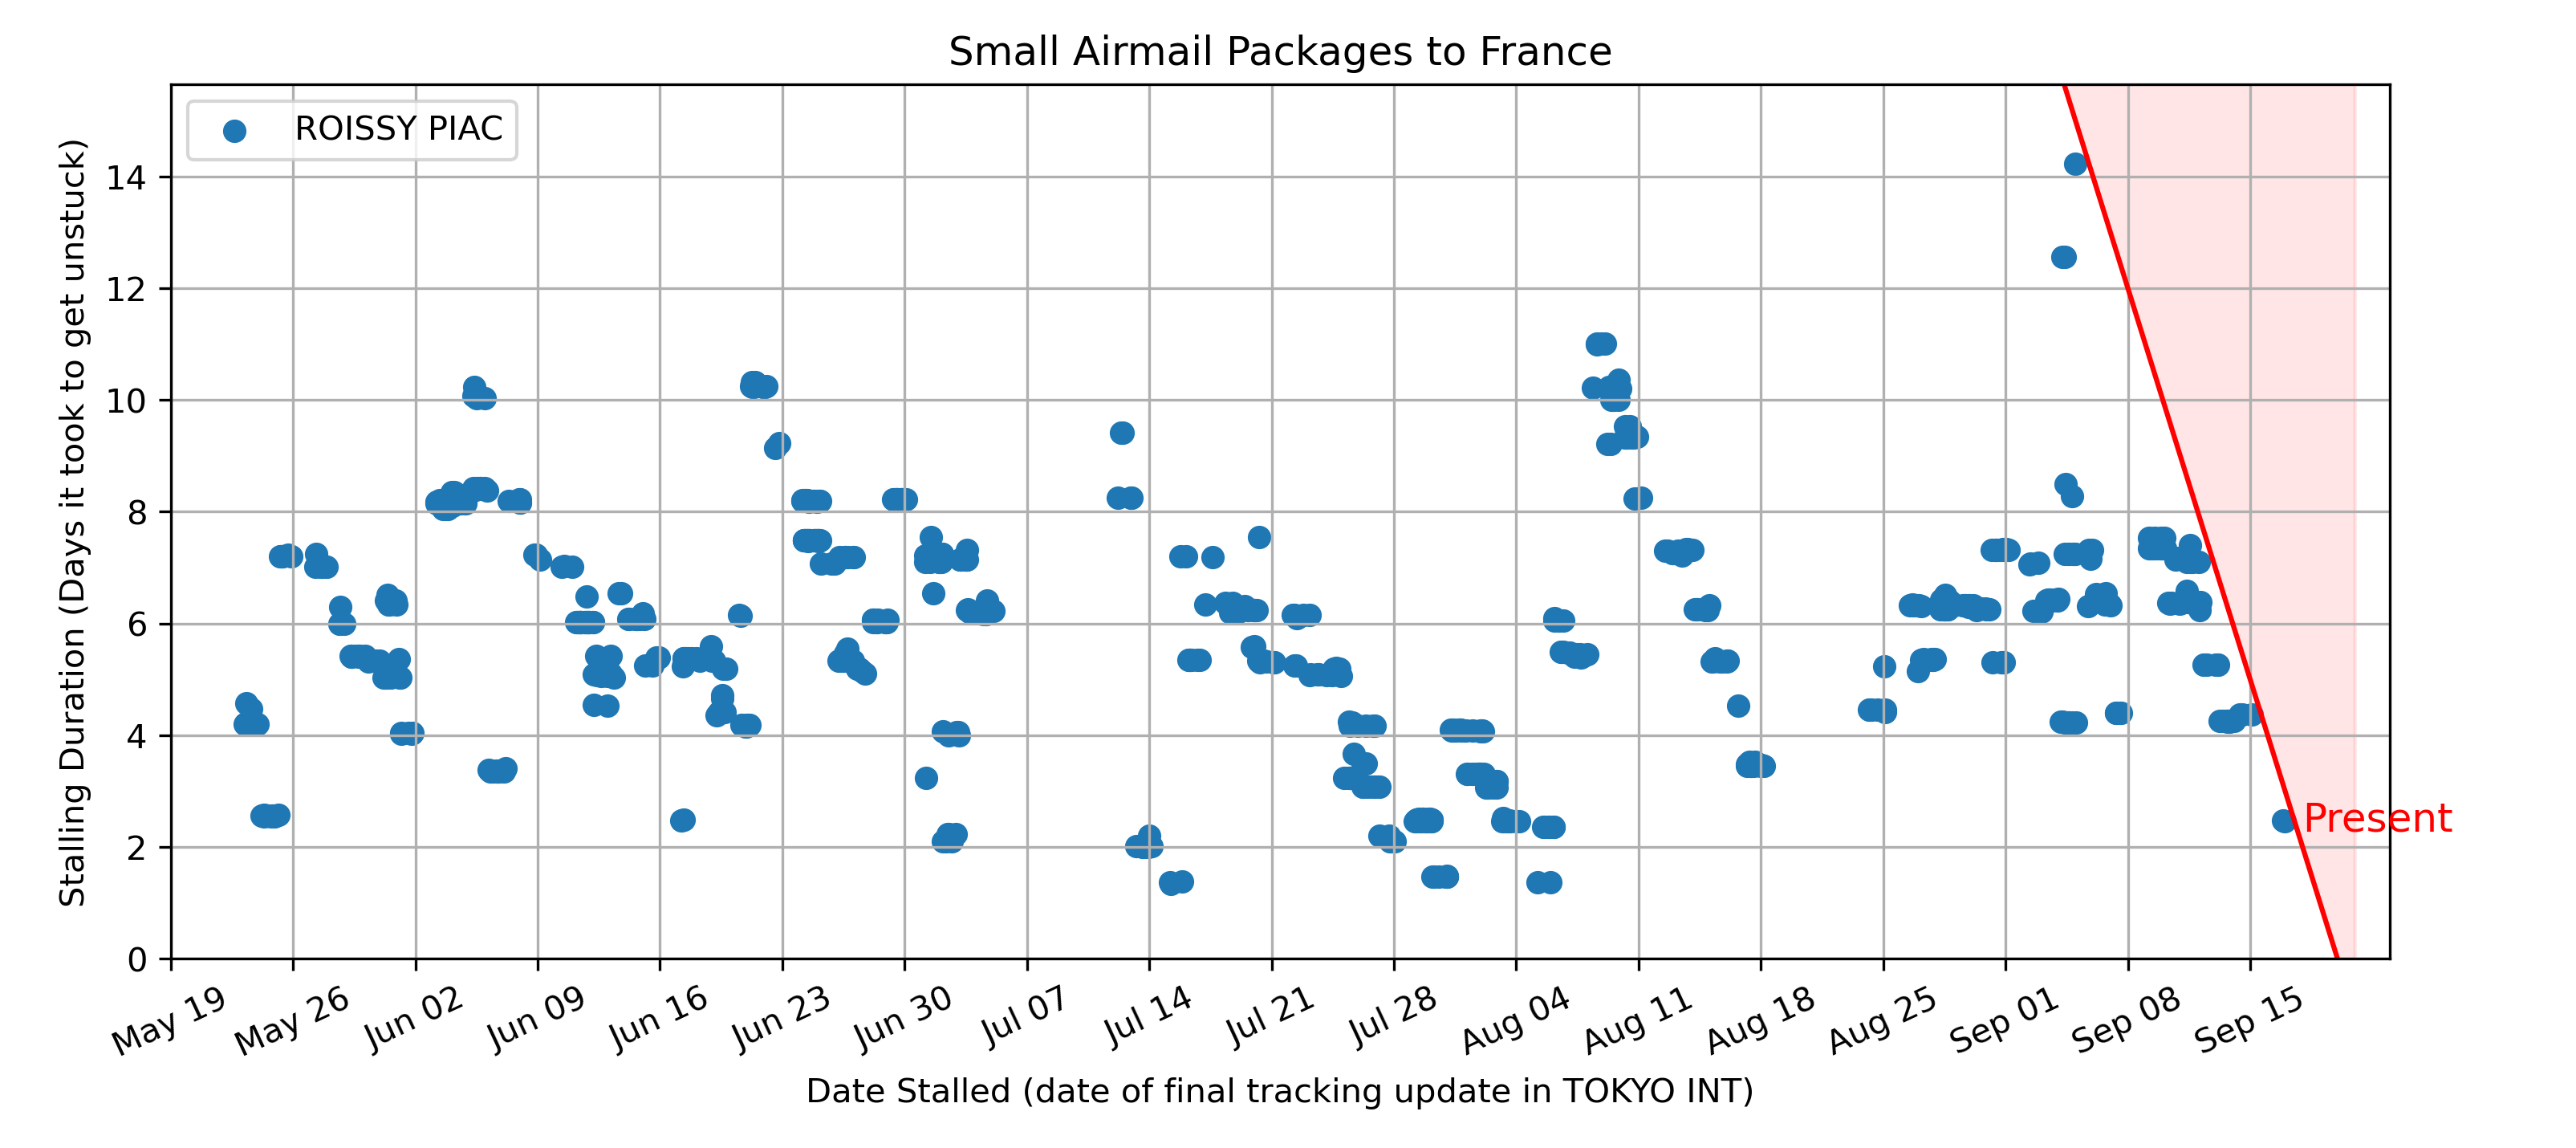 Small Airmail Packages to France
ROISSY PIAC
Stalling Duration (Days it took to get unstuck)
14
12
10
8
6
4
2
0
Present
May 19
May 26
Jun 02
Jun 09
Jun 16
Jun 23
Jun 30
Jul 07
Jul 14
Jul 21
Jul 28
Aug 04
Aug 11
Aug 18
Aug 25
Sep 01
Sep 08
Sep 15
Date Stalled (date of final tracking update in TOKYO INT)